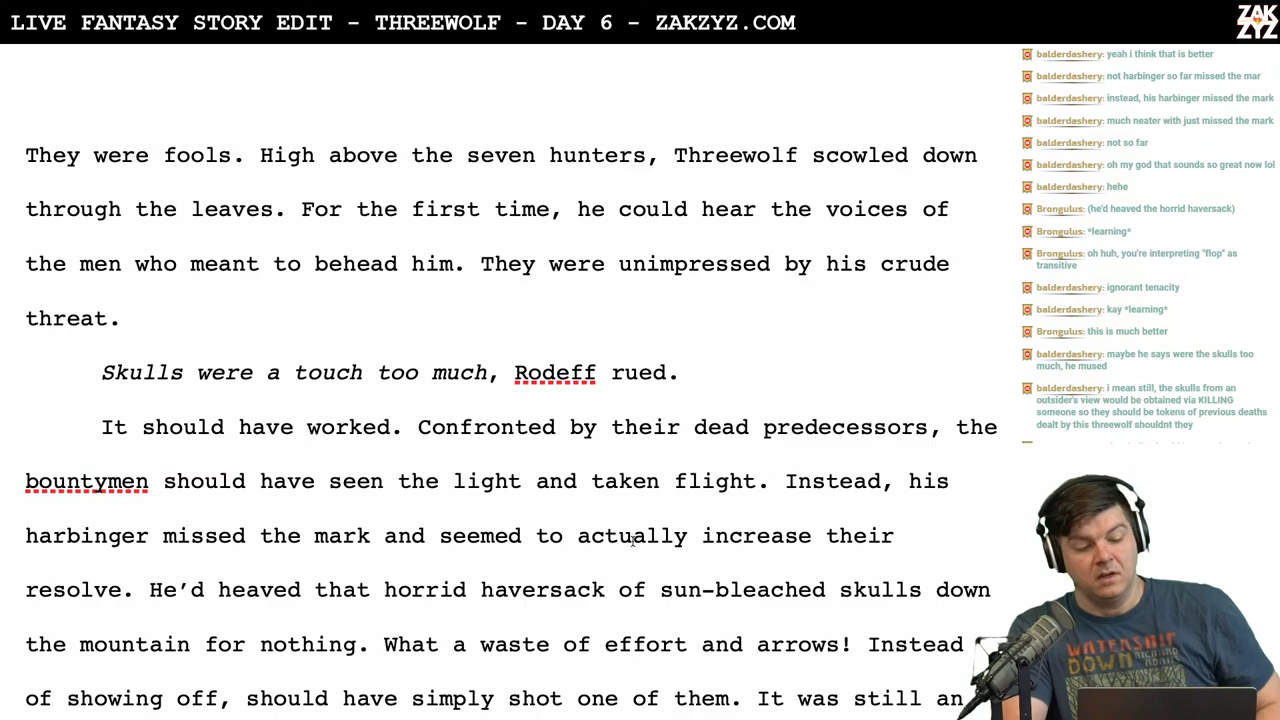 LIVE FANTASY STORY EDIT - THREEWOLF - DAY 6 - ZAKZYZ.COM
ZAK
ZYZ
They were fools. High above the seven hunters, Threewolf scowled down
through the leaves. For the first time, he could hear the voices of
the men who meant to behead him. They were unimpressed by his crude
threat.
Skulls were a touch too much, Rodeff rued.
It should have worked. Confronted by their dead predecessors, the
bountymen should have seen the light and taken flight. Instead, his
harbinger missed the mark and seemed to actually increase their
resolve. He’d heaved that horrid haversack of sun-bleached skulls down
the mountain for nothing. What a waste of effort and arrows! Instead
of showing off, should have simply shot one of them. It was still an
balderdashery: yeah i think that is better
balderdashery: not harbinger so far missed the mar
balderdashery: instead, his harbinger missed the mark
balderdashery: much neater with just missed the mark
balderdashery: not so far
balderdashery: oh my god that sounds so great now lol
balderdashery: hehe
Brongulus: (he'd heaved the horrid haversack)
Brongulus: *learning*
Brongulus: oh huh, you're interpreting "flop" as
transitive
balderdashery: ignorant tenacity
balderdashery: kay *learning*
Brongulus: this is much better
balderdashery: maybe he says were the skulls too
much, he mused
balderdashery: i mean still, the skulls from an
outsider's view would be obtained via KILLING
someone so they should be tokens of previous deaths
dealt by this threewolf shouldnt they
WATERSHIP
DOWN
RICHARD